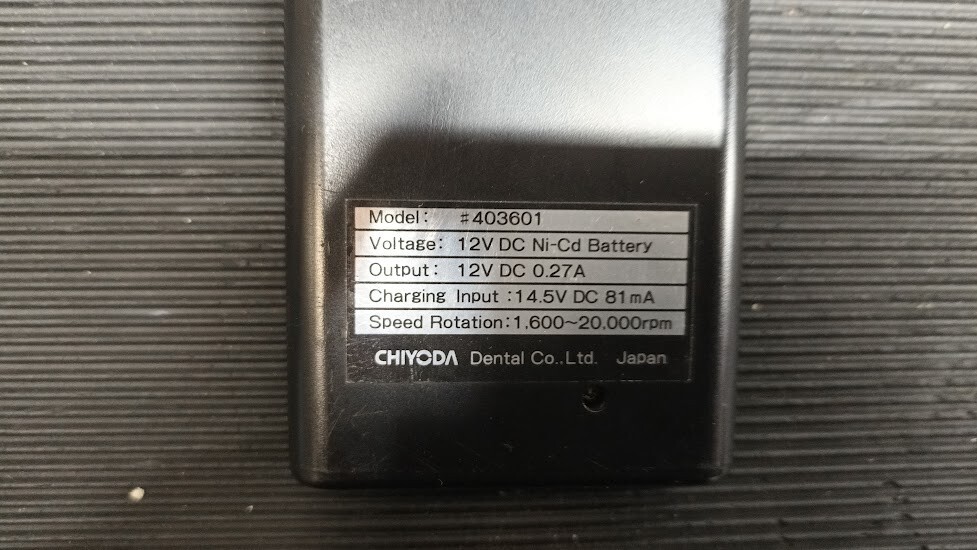 Model: #403601
Voltage: 12V DC Ni-Cd Battery
Output: 12V DC 0.27A
Charging Input :14.5V DC 81mA
Speed Rotation:1,600~20,000rpm
CHIYODA Dental Co.,Ltd. Japan